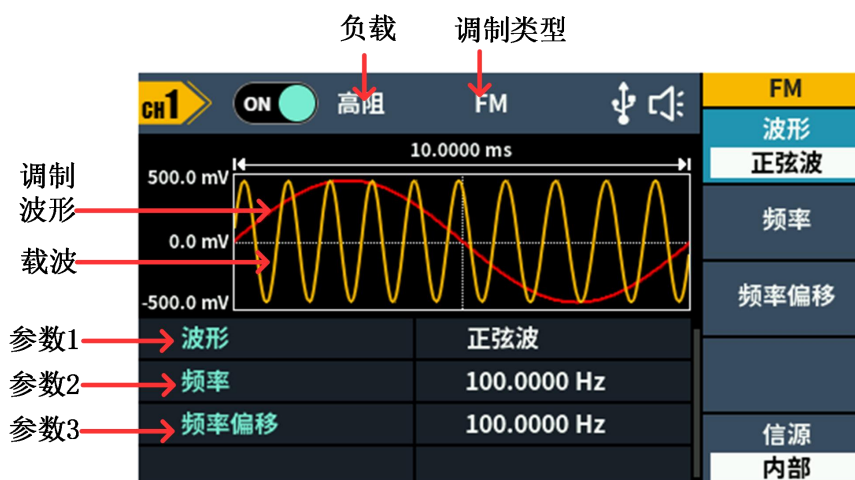 负载
调制类型
CH1
ON
高阻
FM
FM
波形
正弦波
频率
频率偏移
信源
内部
10.0000 ms
500.0 mV
0.0 mV
-500.0 mV
调制
波形
载波
参数1
波形
正弦波
参数2
频率
100.0000 Hz
参数3
频率偏移
100.0000 Hz